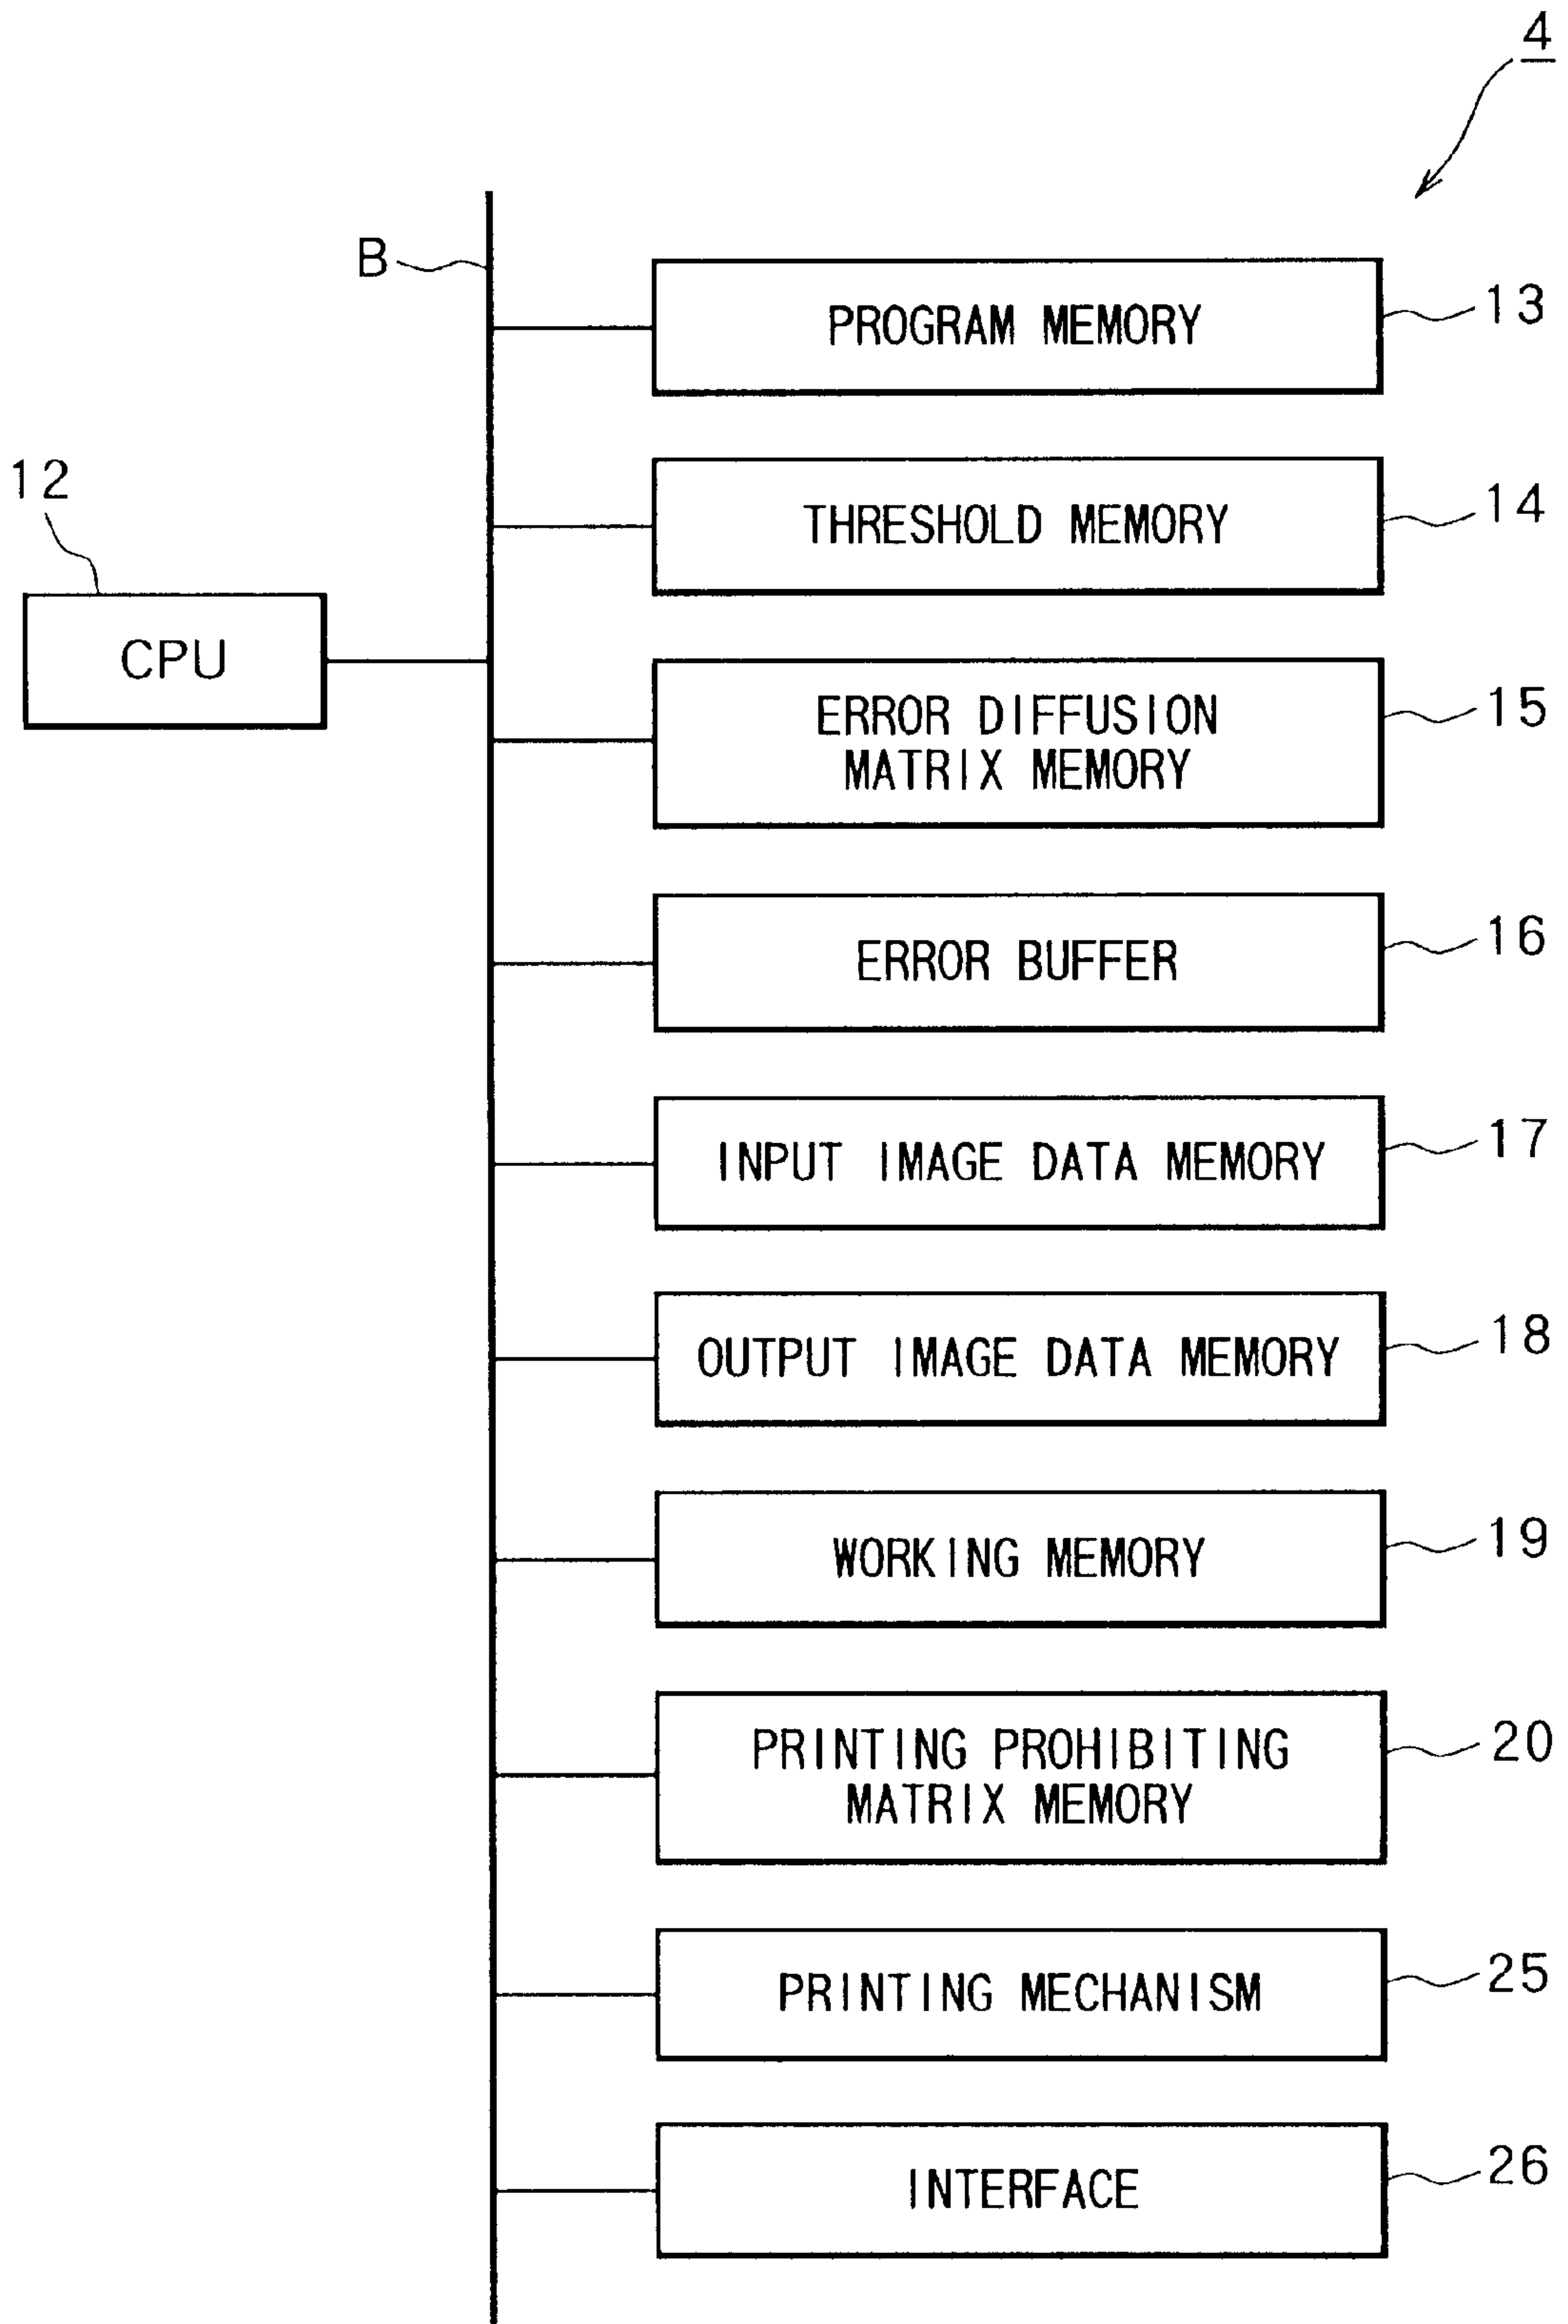 4
B
PROGRAM MEMORY
13
12
THRESHOLD MEMORY
14
CPU
ERROR DIFFUSION
MATRIX MEMORY
15
ERROR BUFFER
16
INPUT IMAGE DATA MEMORY
17
OUTPUT IMAGE DATA MEMORY
18
WORKING MEMORY
19
PRINTING PROHIBITING
MATRIX MEMORY
20
PRINTING MECHANISM
25
INTERFACE
26